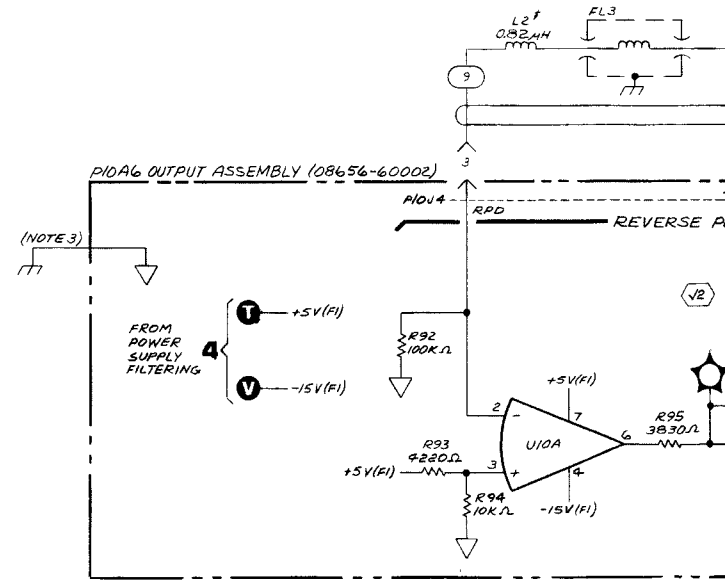 L2*
0.82μH
FL3
9
3
P10A6 OUTPUT ASSEMBLY (08656-60002)
P10J4
RPD
REVERSE P
(NOTE 3)
√2
T
+5V(F1)
FROM
POWER
SUPPLY
FILTERING
4
V
-15V(F1)
R92
100KΩ
+5V(F1)
2
-
7
R95
3830Ω
U10A
6
R93
4220Ω
3
+
4
+5V(F1)
R94
10KΩ
-15V(F1)